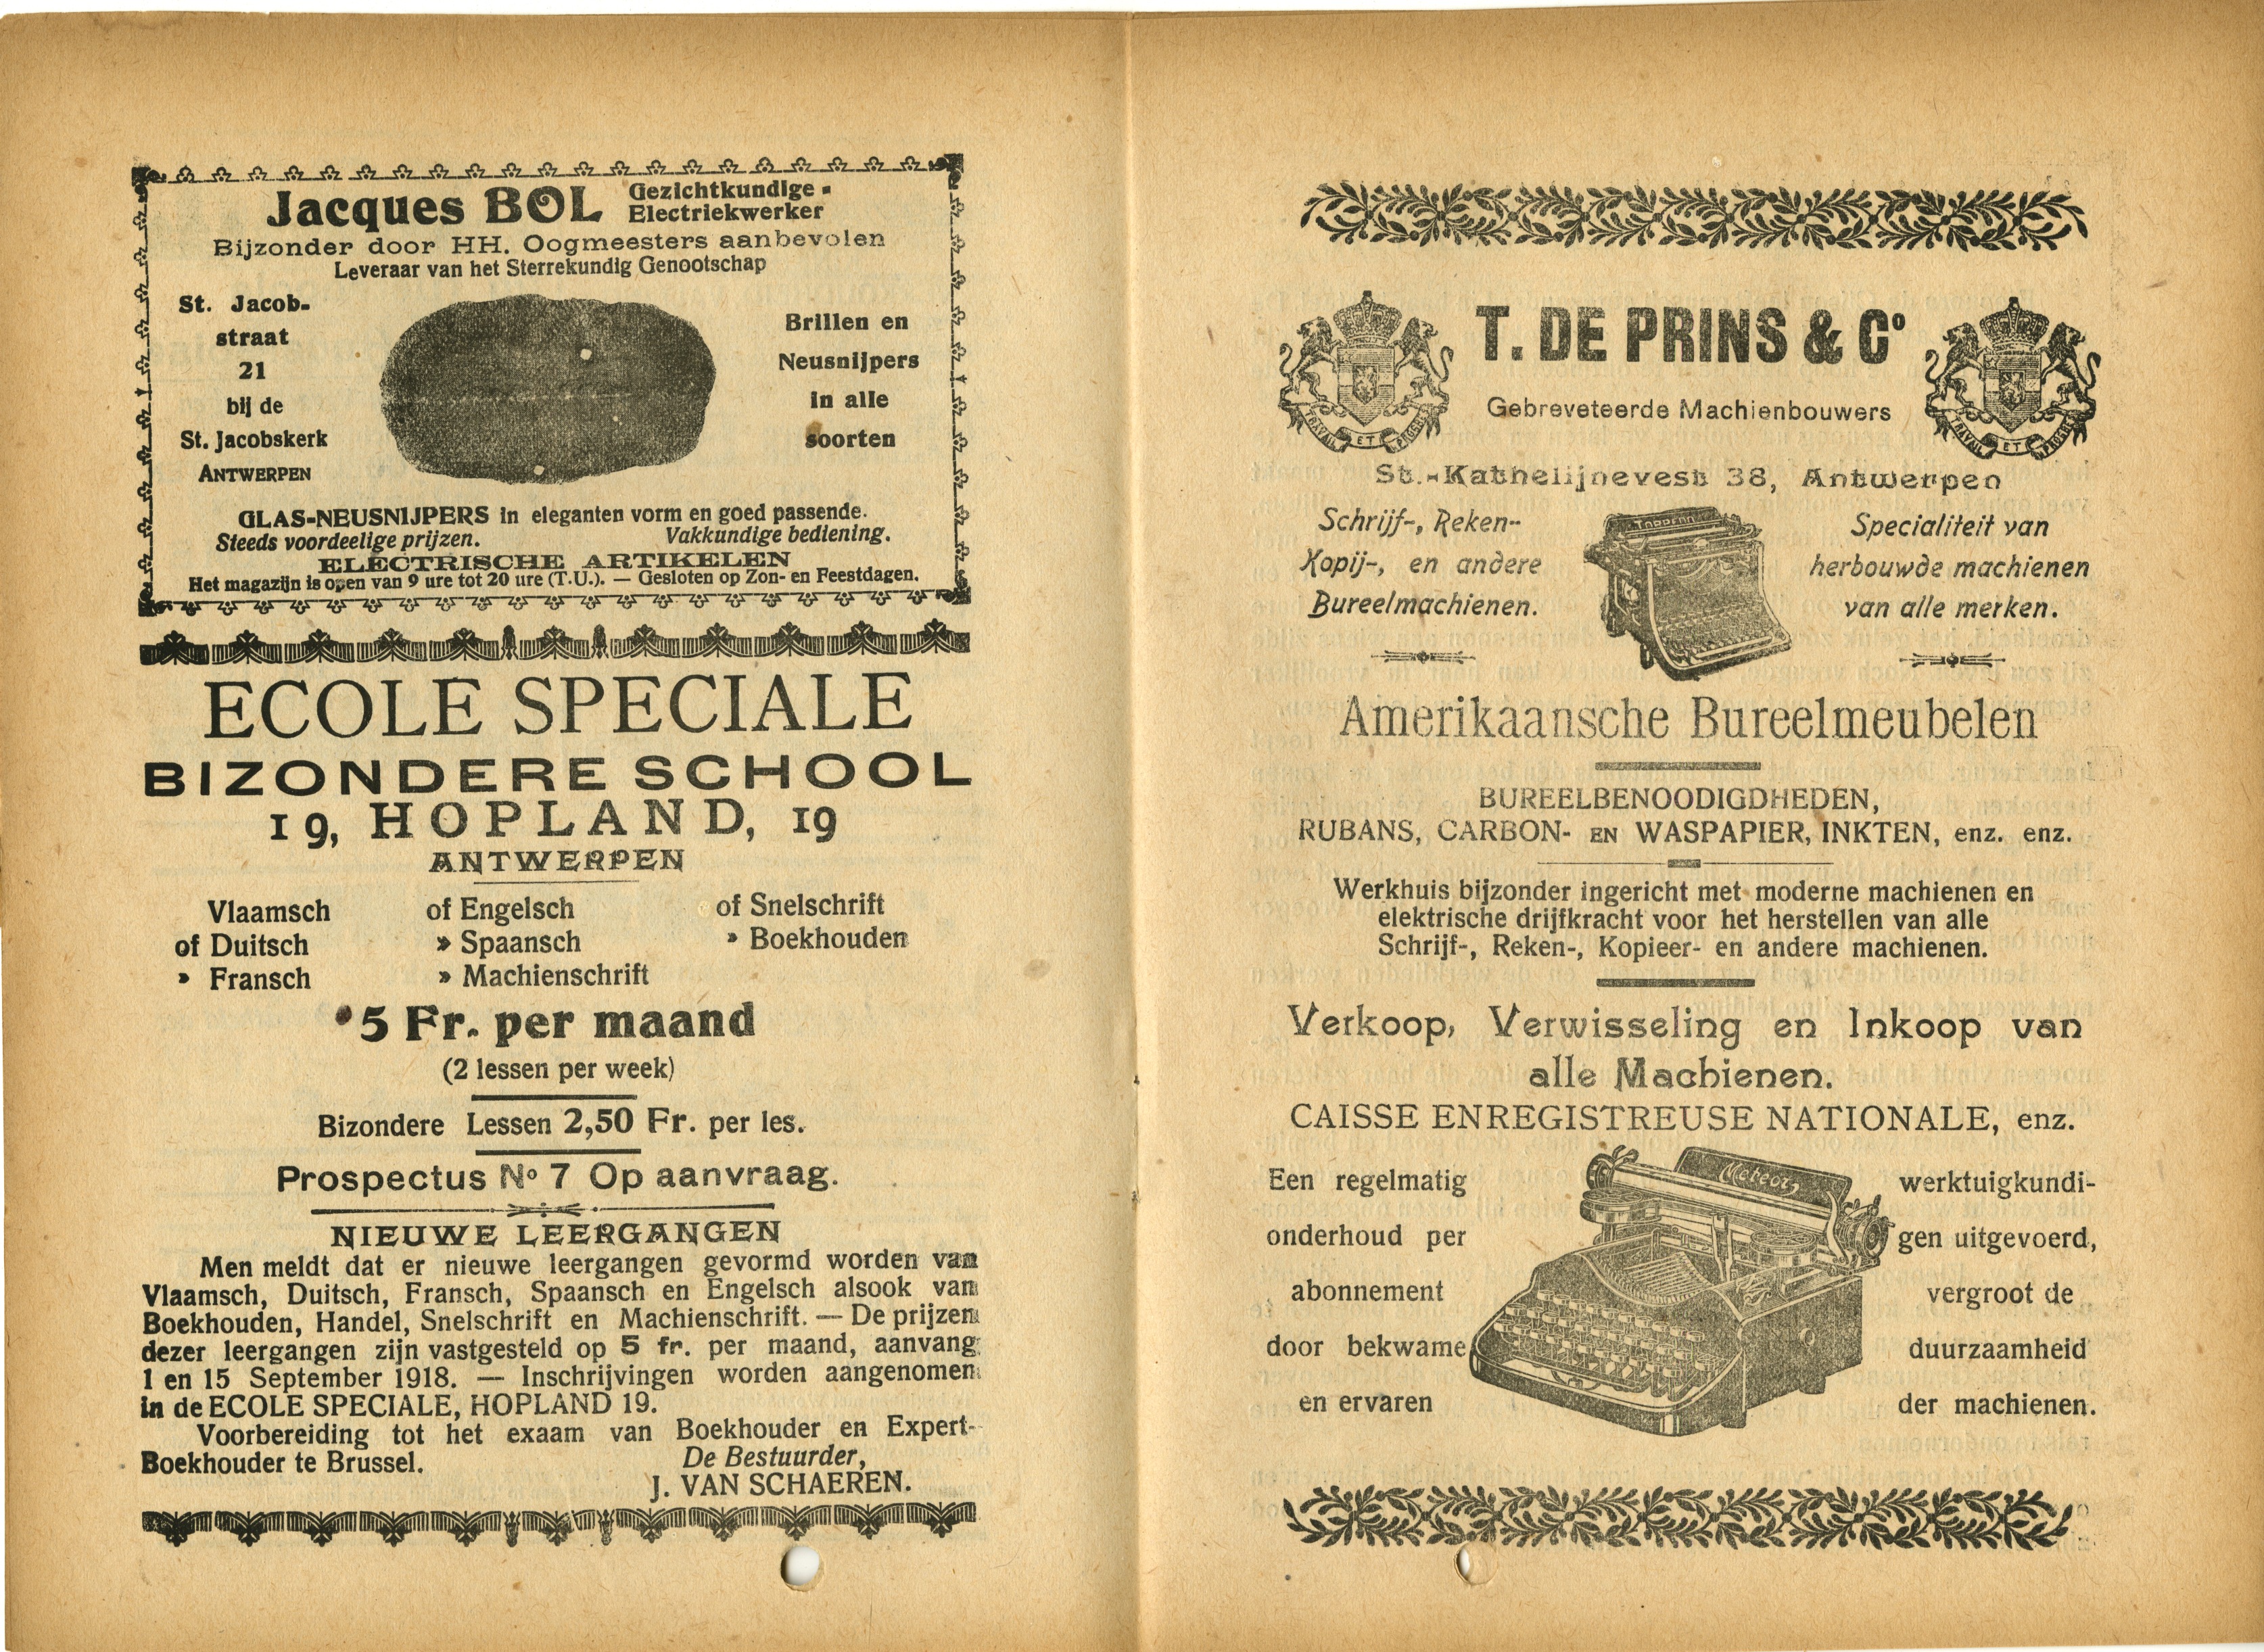 Jacques BOL Gezichtkundige -
Electriekwerker
Bijzonder door HH. Oogmeesters aanbevolen
Leveraar van het Sterrekundig Genootschap
St. Jacob-
straat
21
bij de
St. Jacobskerk
ANTWERPEN
Brillen en
Neusnijpers
in alle
soorten
GLAS-NEUSNIJPERS in eleganten vorm en goed passende.
Steeds voordeelige prijzen. Vakkundige bediening.
ELECTRISCHE ARTIKELEN
Het magazijn is open van 9 ure tot 20 ure (T.U.). — Gesloten op Zon- en Feestdagen.
ECOLE SPECIALE
BIZONDERE SCHOOL
19, HOPLAND, 19
ANTWERPEN
Vlaamsch of Engelsch of Snelschrift
of Duitsch » Spaansch » Boekhouden
» Fransch » Machienschrift
5 Fr. per maand
(2 lessen per week)
Bizondere Lessen 2,50 Fr. per les.
Prospectus Nº 7 Op aanvraag.
NIEUWE LEERGANGEN
Men meldt dat er nieuwe leergangen gevormd worden van
Vlaamsch, Duitsch, Fransch, Spaansch en Engelsch alsook van
Boekhouden, Handel, Snelschrift en Machienschrift. — De prijzen
dezer leergangen zijn vastgesteld op 5 fr. per maand, aanvang
1 en 15 September 1918. — Inschrijvingen worden aangenomen
in de ECOLE SPECIALE, HOPLAND 19.
Voorbereiding tot het exaam van Boekhouder en Expert-
Boekhouder te Brussel. De Bestuurder,
J. VAN SCHAEREN.
T. DE PRINS & Cº
Gebreveteerde Machienbouwers
TRAVAIL ET PROGRES
TRAVAIL ET PROGRES
St.-Kathelijnevest 38, Antwerpen
Schrijf-, Reken-
Kopij-, en andere
Bureelmachienen.
Specialiteit van
herbouwde machienen
van alle merken.
Amerikaansche Bureelmeubelen
BUREELBENOODIGDHEDEN,
RUBANS, CARBON- EN WASPAPIER, INKTEN, enz. enz.
Werkhuis bijzonder ingericht met moderne machienen en
elektrische drijfkracht voor het herstellen van alle
Schrijf-, Reken-, Kopieer- en andere machienen.
Verkoop, Verwisseling en Inkoop van
alle Machienen.
CAISSE ENREGISTREUSE NATIONALE, enz.
Meteor
Een regelmatig werktuigkundi-
onderhoud per gen uitgevoerd,
abonnement vergroot de
door bekwame duurzaamheid
en ervaren der machienen.